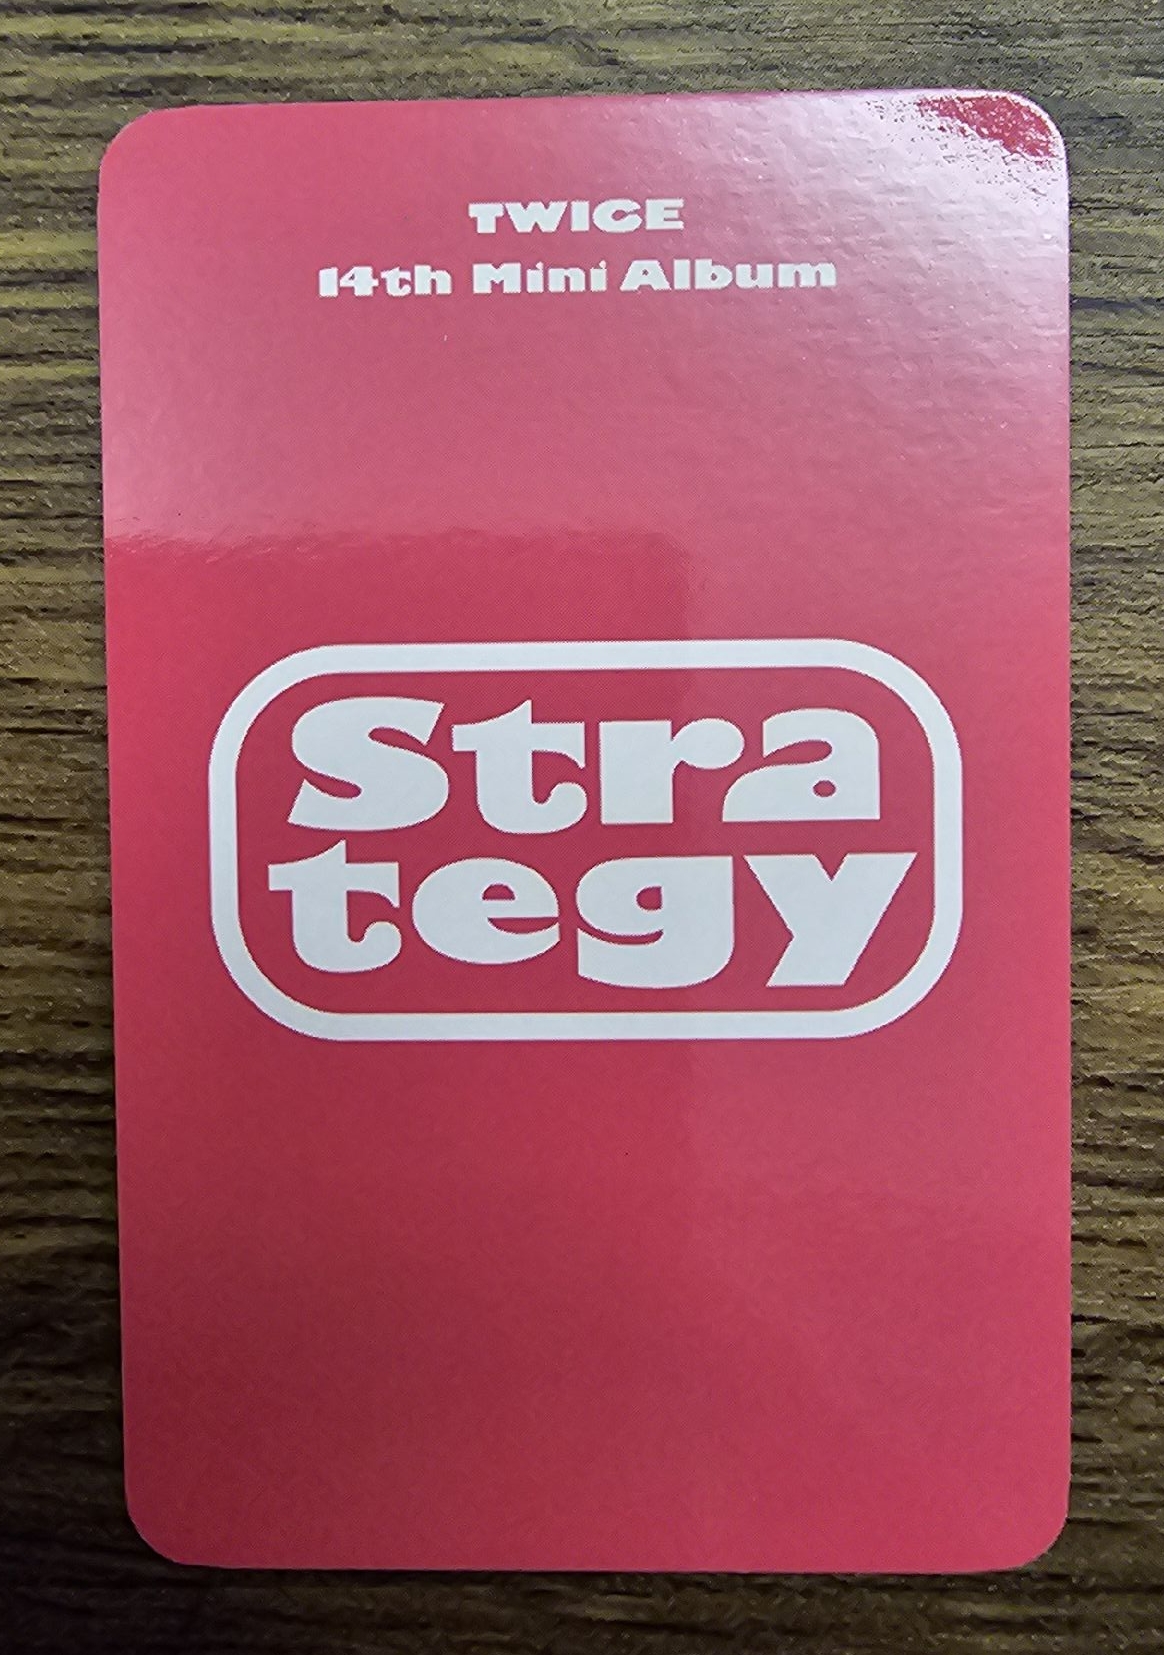 TWICE
14th Mini Album
Stra
tegy